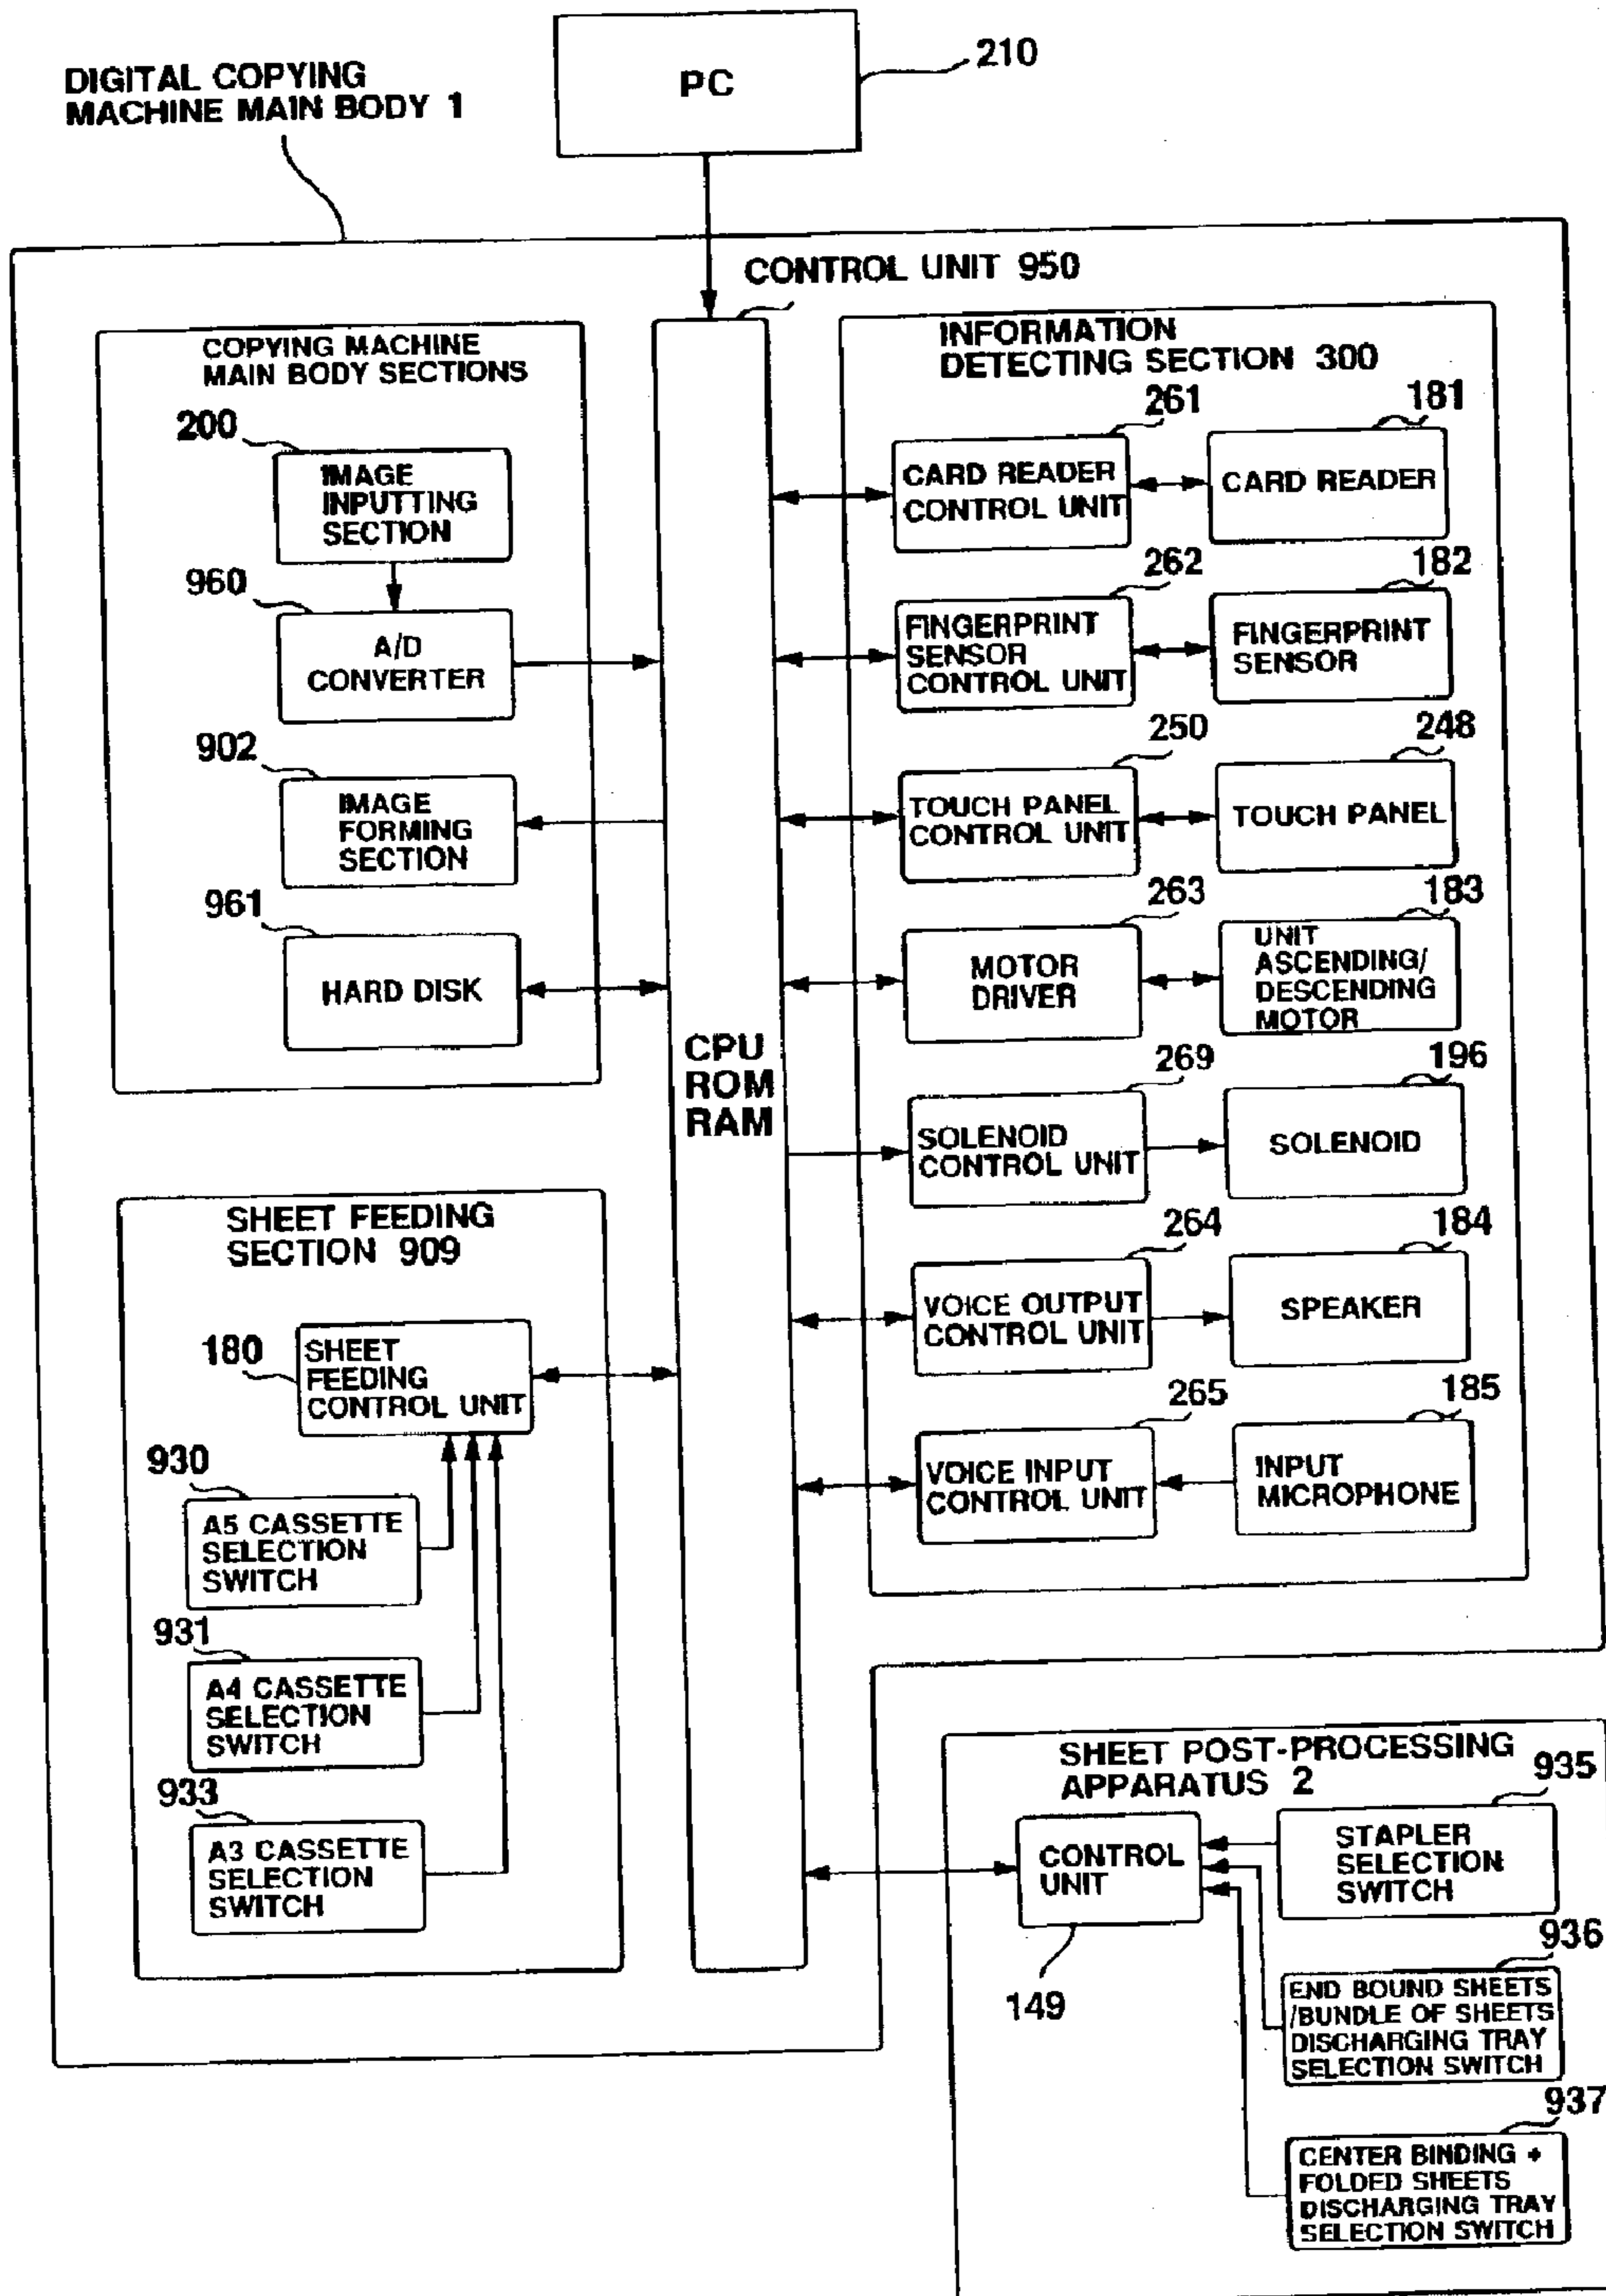 DIGITAL COPYING
MACHINE MAIN BODY 1
PC
210
CONTROL UNIT 950
COPYING MACHINE
MAIN BODY SECTIONS
200
IMAGE
INPUTTING
SECTION
960
A/D
CONVERTER
902
IMAGE
FORMING
SECTION
961
HARD DISK
CPU
ROM
RAM
SHEET FEEDING
SECTION 909
180
SHEET
FEEDING
CONTROL UNIT
930
A5 CASSETTE
SELECTION
SWITCH
931
A4 CASSETTE
SELECTION
SWITCH
933
A3 CASSETTE
SELECTION
SWITCH
INFORMATION
DETECTING SECTION 300
261
CARD READER
CONTROL UNIT
181
CARD READER
262
FINGERPRINT
SENSOR
CONTROL UNIT
182
FINGERPRINT
SENSOR
250
TOUCH PANEL
CONTROL UNIT
248
TOUCH PANEL
263
MOTOR
DRIVER
183
UNIT
ASCENDING/
DESCENDING
MOTOR
269
SOLENOID
CONTROL UNIT
196
SOLENOID
264
VOICE OUTPUT
CONTROL UNIT
184
SPEAKER
265
VOICE INPUT
CONTROL UNIT
185
INPUT
MICROPHONE
SHEET POST-PROCESSING
APPARATUS 2
CONTROL
UNIT
149
935
STAPLER
SELECTION
SWITCH
936
END BOUND SHEETS
/BUNDLE OF SHEETS
DISCHARGING TRAY
SELECTION SWITCH
937
CENTER BINDING +
FOLDED SHEETS
DISCHARGING TRAY
SELECTION SWITCH